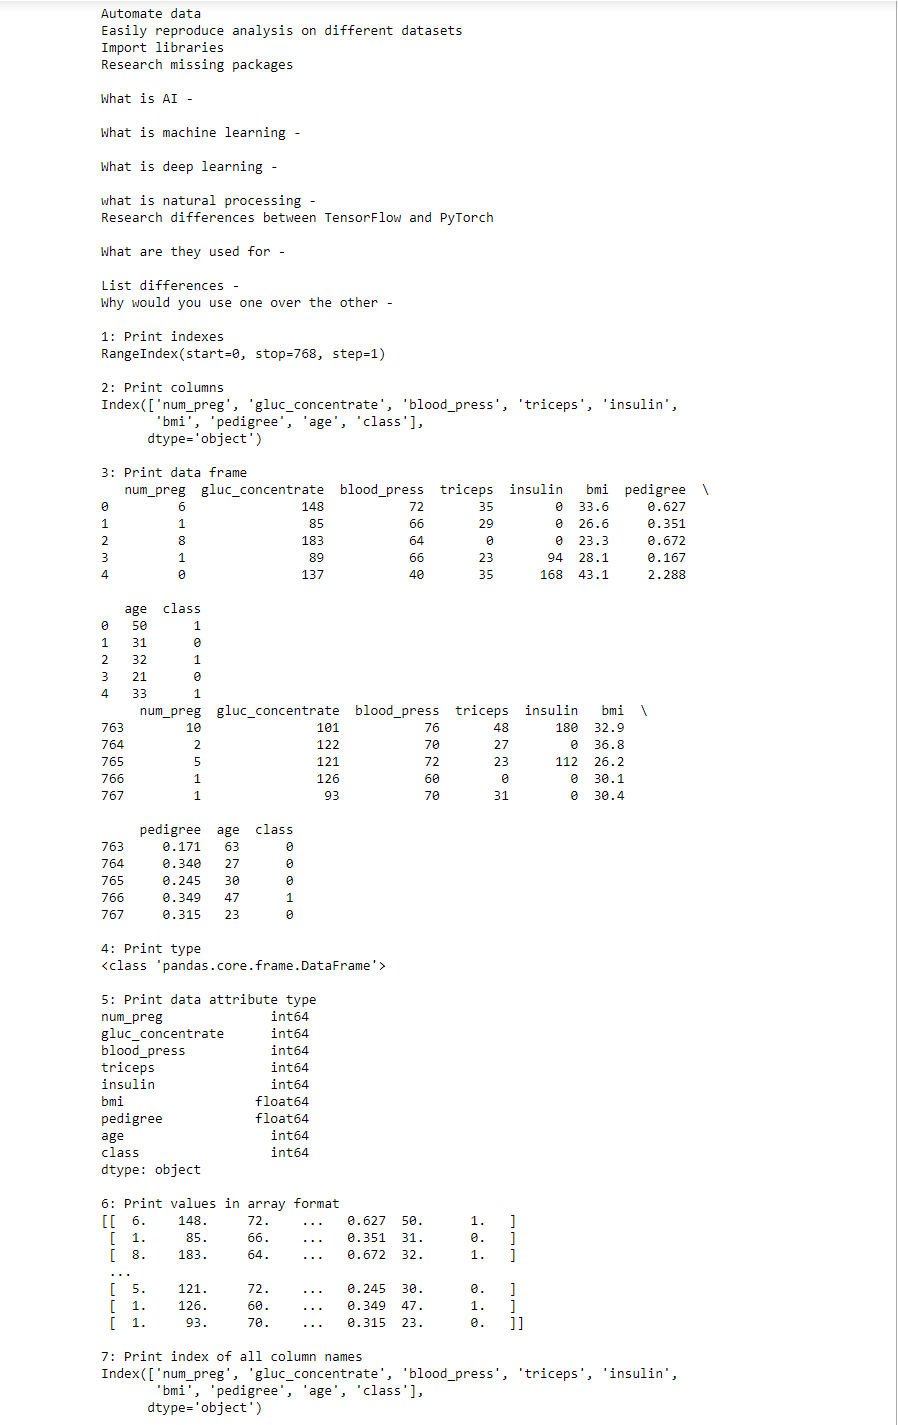 Automate data
Easily reproduce analysis on different datasets
Import libraries
Research missing packages
What is AI -
What is machine learning -
What is deep learning -
what is natural processing -
Research differences between TensorFlow and PyTorch
What are they used for -
List differences -
Why would you use one over the other -
1: Print indexes
RangeIndex(start=0, stop=768, step=1)
2: Print columns
Index(['num_preg', 'gluc_concentrate', 'blood_press', 'triceps', 'insulin',
       'bmi', 'pedigree', 'age', 'class'],
      dtype='object')
3: Print data frame
   num_preg  gluc_concentrate  blood_press  triceps  insulin   bmi  pedigree  \
0         6               148           72       35        0  33.6     0.627
1         1                85           66       29        0  26.6     0.351
2         8               183           64        0        0  23.3     0.672
3         1                89           66       23       94  28.1     0.167
4         0               137           40       35      168  43.1     2.288
   age  class
0   50      1
1   31      0
2   32      1
3   21      0
4   33      1
     num_preg  gluc_concentrate  blood_press  triceps  insulin   bmi  \
763        10               101           76       48      180  32.9
764         2               122           70       27        0  36.8
765         5               121           72       23      112  26.2
766         1               126           60        0        0  30.1
767         1                93           70       31        0  30.4
     pedigree  age  class
763     0.171   63      0
764     0.340   27      0
765     0.245   30      0
766     0.349   47      1
767     0.315   23      0
4: Print type
<class 'pandas.core.frame.DataFrame'>
5: Print data attribute type
num_preg              int64
gluc_concentrate      int64
blood_press           int64
triceps               int64
insulin               int64
bmi                 float64
pedigree            float64
age                   int64
class                 int64
dtype: object
6: Print values in array format
[[  6.    148.     72.    ...   0.627  50.      1.   ]
 [  1.     85.     66.    ...   0.351  31.      0.   ]
 [  8.    183.     64.    ...   0.672  32.      1.   ]
 ...
 [  5.    121.     72.    ...   0.245  30.      0.   ]
 [  1.    126.     60.    ...   0.349  47.      1.   ]
 [  1.     93.     70.    ...   0.315  23.      0.   ]]
7: Print index of all column names
Index(['num_preg', 'gluc_concentrate', 'blood_press', 'triceps', 'insulin',
       'bmi', 'pedigree', 'age', 'class'],
      dtype='object')